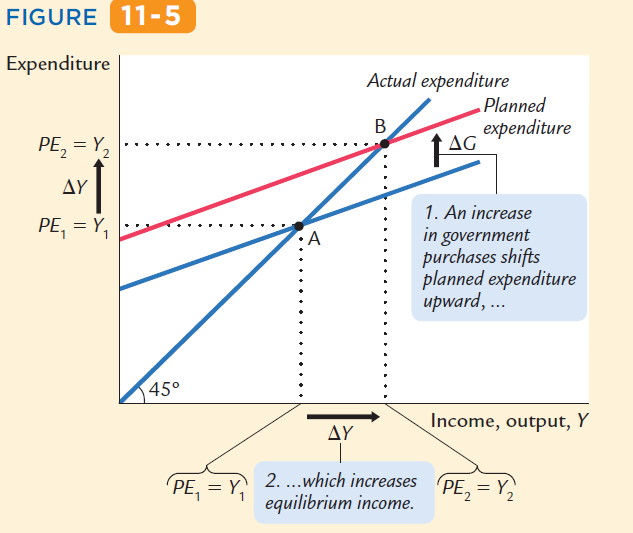 FIGURE 11-5
Expenditure
Actual expenditure
Planned
expenditure
B
ΔG
PE₂ = Y₂
ΔY
PE₁ = Y₁
A
1. An increase
in government
purchases shifts
planned expenditure
upward, ...
45°
Income, output, Y
ΔY
PE₁ = Y₁
2. ...which increases
equilibrium income.
PE₂ = Y₂